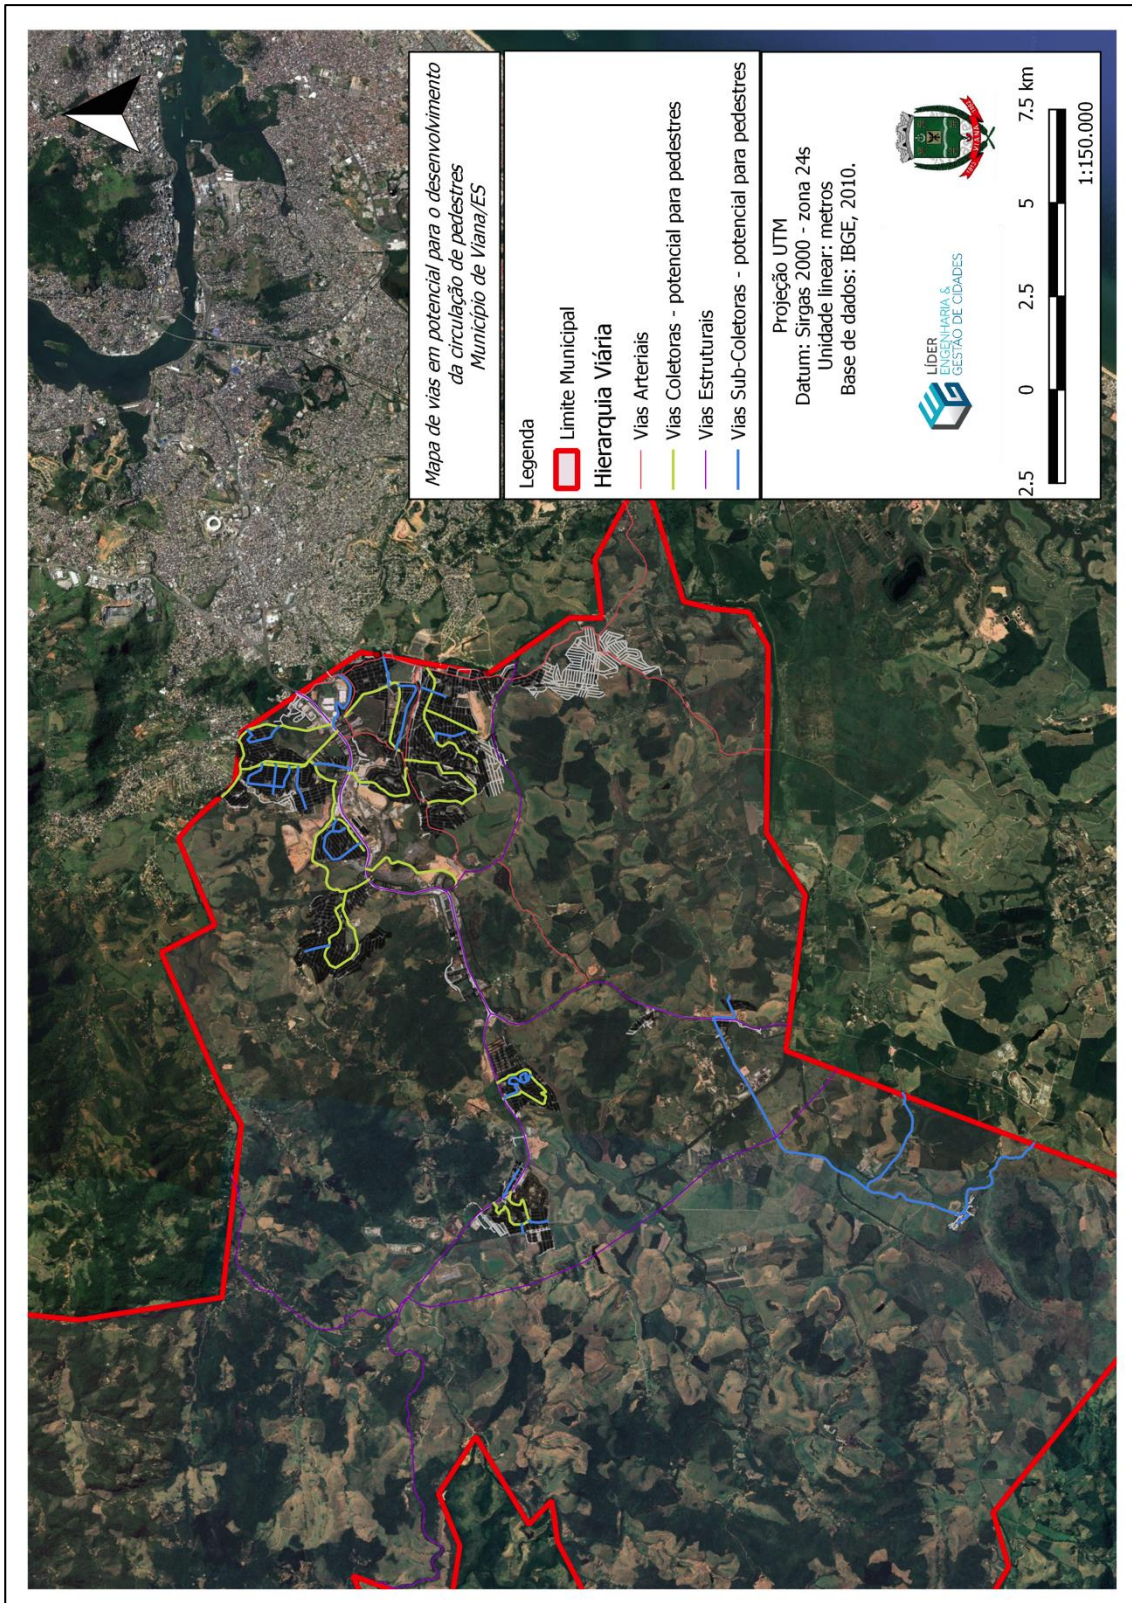 Mapa de vias em potencial para o desenvolvimento
da circulação de pedestres
Município de Viana/ES
Legenda
Limite Municipal
Hierarquia Viária
Vias Arteriais
Vias Coletoras - potencial para pedestres
Vias Estruturais
Vias Sub-Coletoras - potencial para pedestres
Projeção UTM
Datum: Sirgas 2000 - zona 24s
Unidade linear: metros
Base de dados: IBGE, 2010.
LÍDER
ENGENHARIA &
GESTÃO DE CIDADES
VIANA
2.5 0 2.5 5 7.5 km
1:150.000